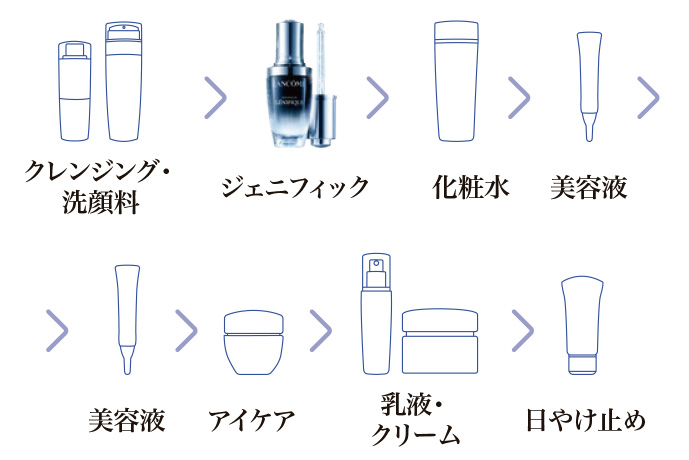 クレンジング・
洗顔料
LANCÔME
GÉNIFIQUE
ジェニフィック
化粧水
美容液
美容液
アイケア
乳液・
クリーム
日やけ止め